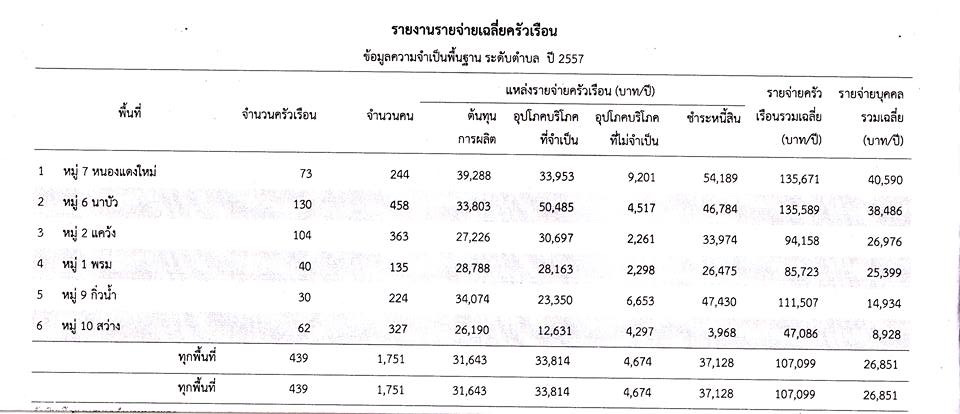 รายงานรายจ่ายเฉลี่ยครัวเรือน
ข้อมูลความจำเป็นพื้นฐาน ระดับตำบล ปี 2557
แหล่งรายจ่ายครัวเรือน (บาท/ปี) รายจ่ายครัว รายจ่ายบุคคล
พื้นที่ จำนวนครัวเรือน จำนวนคน ต้นทุน อุปโภคบริโภค อุปโภคบริโภค ชำระหนี้สิน เรือนรวมเฉลี่ย รวมเฉลี่ย
การผลิต ที่จำเป็น ที่ไม่จำเป็น (บาท/ปี) (บาท/ปี)
1 หมู่ 7 หนองแดงใหม่ 73 244 39,288 33,953 9,201 54,189 135,671 40,590
2 หมู่ 6 นาบัว 130 458 33,803 50,485 4,517 46,784 135,589 38,486
3 หมู่ 2 แคว้ง 104 363 27,226 30,697 2,261 33,974 94,158 26,976
4 หมู่ 1 พรม 40 135 28,788 28,163 2,298 26,475 85,723 25,399
5 หมู่ 9 กิ่วน้ำ 30 224 34,074 23,350 6,653 47,430 111,507 14,934
6 หมู่ 10 สว่าง 62 327 26,190 12,631 4,297 3,968 47,086 8,928
ทุกพื้นที่ 439 1,751 31,643 33,814 4,674 37,128 107,099 26,851
ทุกพื้นที่ 439 1,751 31,643 33,814 4,674 37,128 107,099 26,851